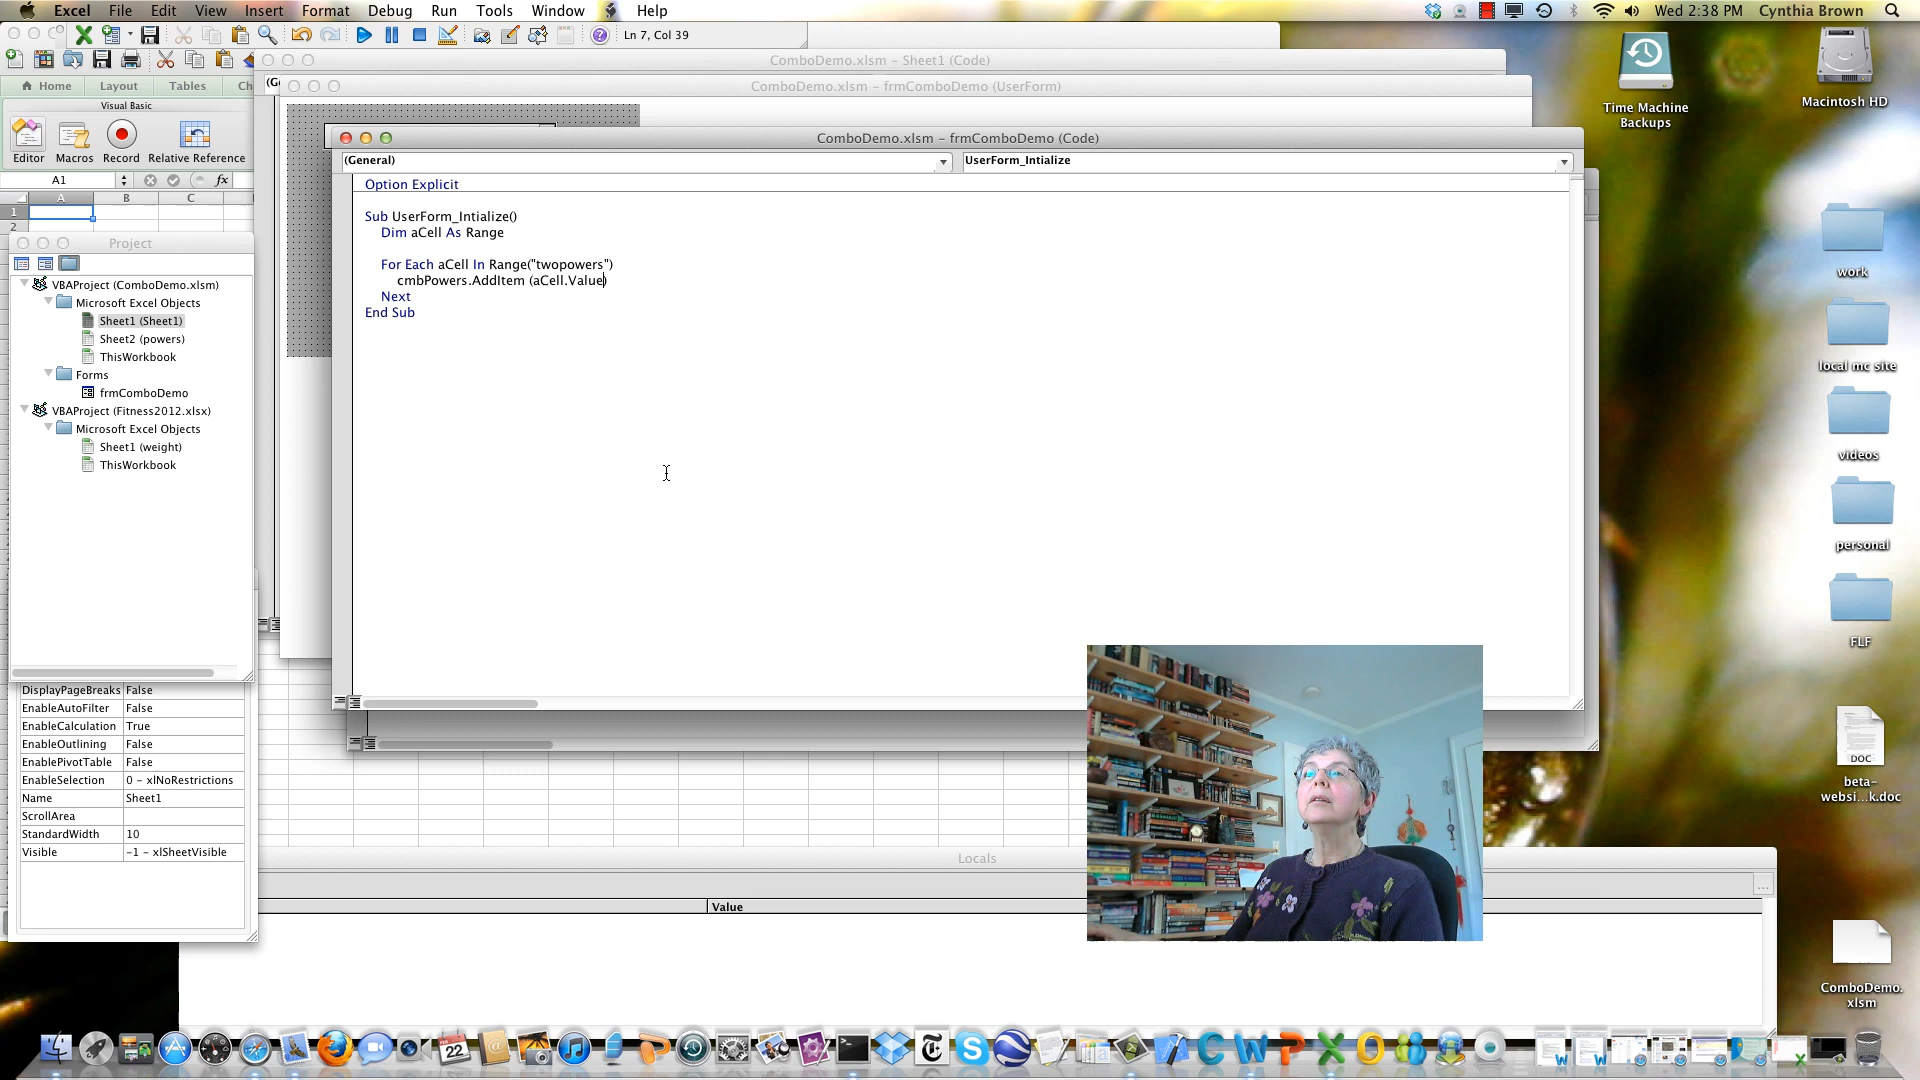 Excel File Edit View Insert Format Debug Run Tools Window Help Wed 2:38 PM Cynthia Brown
Ln 7, Col 39
ComboDemo.xlsm – Sheet1 (Code)
ComboDemo.xlsm – frmComboDemo (UserForm)
ComboDemo.xlsm – frmComboDemo (Code)
(General) UserForm_Intialize
Option Explicit
Sub UserForm_Intialize()
Dim aCell As Range
For Each aCell In Range("twopowers")
cmbPowers.AddItem (aCell.Value)
Next
End Sub
Home Layout Tables Ch
Visual Basic
Editor Macros Record Relative Reference
A1 fx
A B C
1
2
Project
VBAProject (ComboDemo.xlsm)
Microsoft Excel Objects
Sheet1 (Sheet1)
Sheet2 (powers)
ThisWorkbook
Forms
frmComboDemo
VBAProject (Fitness2012.xlsx)
Microsoft Excel Objects
Sheet1 (weight)
ThisWorkbook
DisplayPageBreaks False
EnableAutoFilter False
EnableCalculation True
EnableOutlining False
EnablePivotTable False
EnableSelection 0 – xlNoRestrictions
Name Sheet1
ScrollArea
StandardWidth 10
Visible –1 – xlSheetVisible
Locals
Value
Time Machine
Backups
Macintosh HD
work
local mc site
videos
personal
FLF
DOC
beta-
websi...k.doc
ComboDemo.
xlsm
22